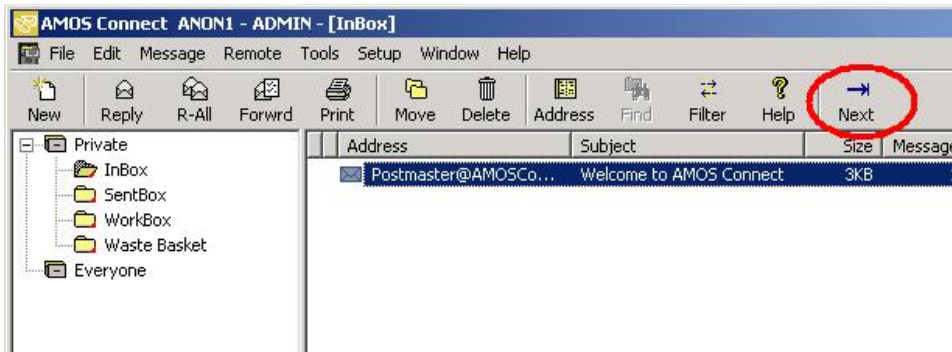 AMOS Connect ANON1 - ADMIN - [InBox]
File Edit Message Remote Tools Setup Window Help
New Reply R-All Forwrd Print Move Delete Address Find Filter Help Next
Private
InBox
SentBox
WorkBox
Waste Basket
Everyone
Address Subject Size Message
Postmaster@AMOSCo... Welcome to AMOS Connect 3KB